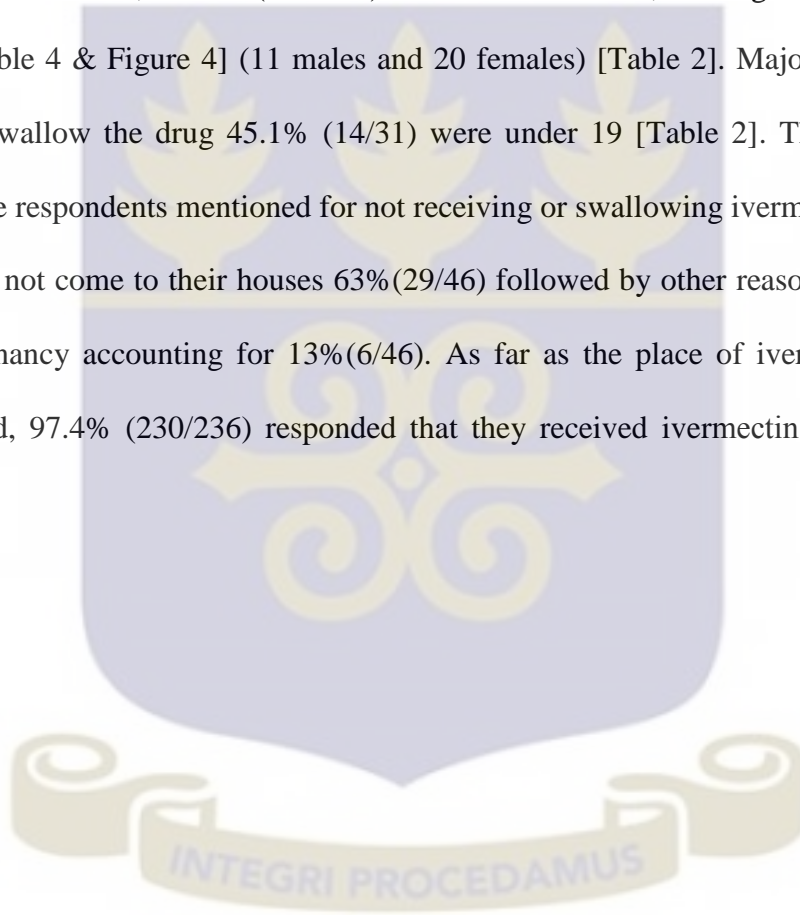 ble 4 & Figure 4] (11 males and 20 females) [Table 2]. Majo
wallow the drug 45.1% (14/31) were under 19 [Table 2]. T
e respondents mentioned for not receiving or swallowing iverm
not come to their houses 63%(29/46) followed by other reaso
nancy accounting for 13%(6/46). As far as the place of iver
d, 97.4% (230/236) responded that they received ivermectin
INTEGRI PROCEDAMUS